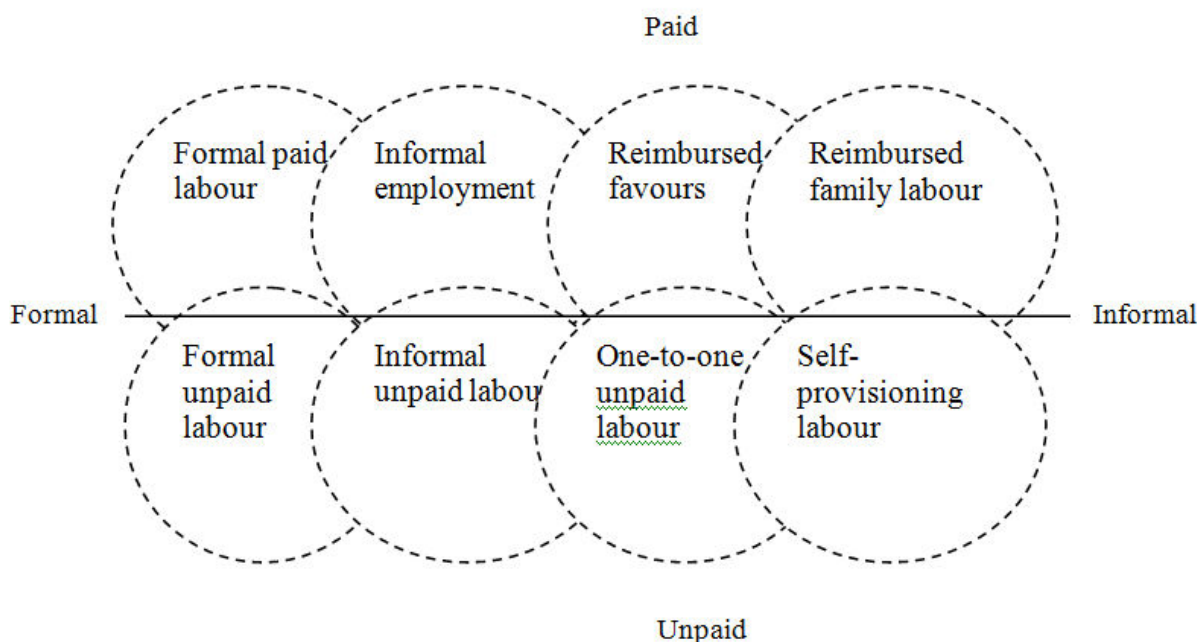 Paid
Formal paid
labour
Informal
employment
Reimbursed
favours
Reimbursed
family labour
Formal
Informal
Formal
unpaid
labour
Informal
unpaid labou
One-to-one
unpaid
labour
Self-
provisioning
labour
Unpaid